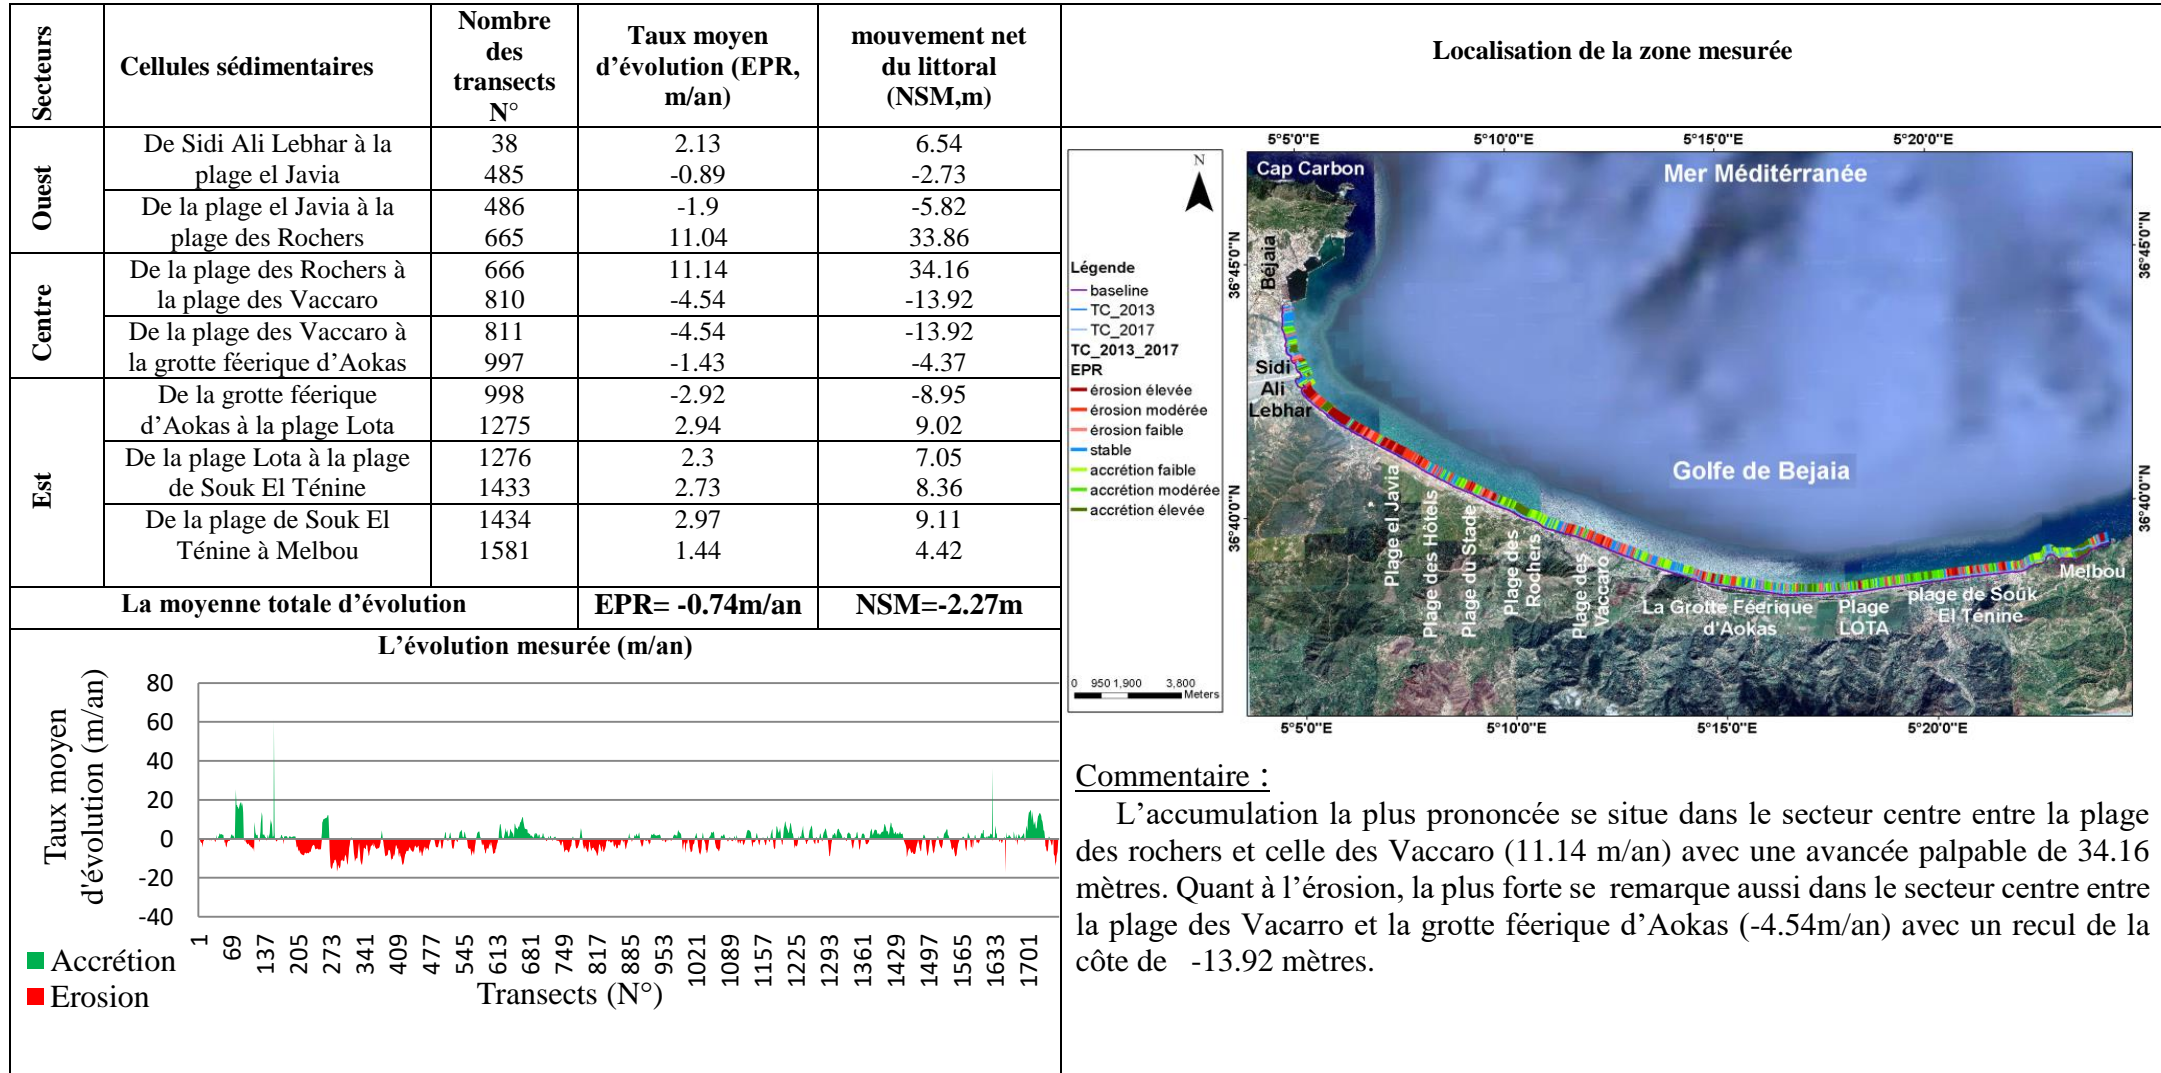 Secteurs
Cellules sédimentaires
Nombre
des
transects
N°
Taux moyen
d’évolution (EPR,
m/an)
mouvement net
du littoral
(NSM,m)
Localisation de la zone mesurée
Ouest
De Sidi Ali Lebhar à la
plage el Javia
38
485
2.13
-0.89
6.54
-2.73
De la plage el Javia à la
plage des Rochers
486
665
-1.9
11.04
-5.82
33.86
Centre
De la plage des Rochers à
la plage des Vaccaro
666
810
11.14
-4.54
34.16
-13.92
De la plage des Vaccaro à
la grotte féerique d’Aokas
811
997
-4.54
-1.43
-13.92
-4.37
Est
De la grotte féerique
d’Aokas à la plage Lota
998
1275
-2.92
2.94
-8.95
9.02
De la plage Lota à la plage
de Souk El Ténine
1276
1433
2.3
2.73
7.05
8.36
De la plage de Souk El
Ténine à Melbou
1434
1581
2.97
1.44
9.11
4.42
La moyenne totale d’évolution
EPR= -0.74m/an
NSM=-2.27m
L’évolution mesurée (m/an)
Taux moyen
d'évolution (m/an)
80
60
40
20
0
-20
-40
1
69
137
205
273
341
409
477
545
613
681
749
817
885
953
1021
1089
1157
1225
1293
1361
1429
1497
1565
1633
1701
Accrétion
Erosion
Transects (N°)
N
Légende
baseline
TC_2013
TC_2017
TC_2013_2017
EPR
érosion élevée
érosion modérée
érosion faible
stable
accrétion faible
accrétion modérée
accrétion élevée
0 950 1,900 3,800
Meters
5°5'0"E
5°10'0"E
5°15'0"E
5°20'0"E
36°45'0"N
36°40'0"N
36°45'0"N
36°40'0"N
5°5'0"E
5°10'0"E
5°15'0"E
5°20'0"E
Cap Carbon
Mer Méditérranée
Béjaia
Sidi
Ali
Lebhar
Golfe de Bejaia
Plage el Javia
Plage des Hôtels
Plage du Stade
Plage des
Rochers
Plage des
Vaccaro
La Grotte Féerique
d'Aokas
Plage
LOTA
plage de Souk
El Ténine
Melbou
Commentaire :
L’accumulation la plus prononcée se situe dans le secteur centre entre la plage
des rochers et celle des Vaccaro (11.14 m/an) avec une avancée palpable de 34.16
mètres. Quant à l’érosion, la plus forte se remarque aussi dans le secteur centre entre
la plage des Vacarro et la grotte féerique d’Aokas (-4.54m/an) avec un recul de la
côte de -13.92 mètres.